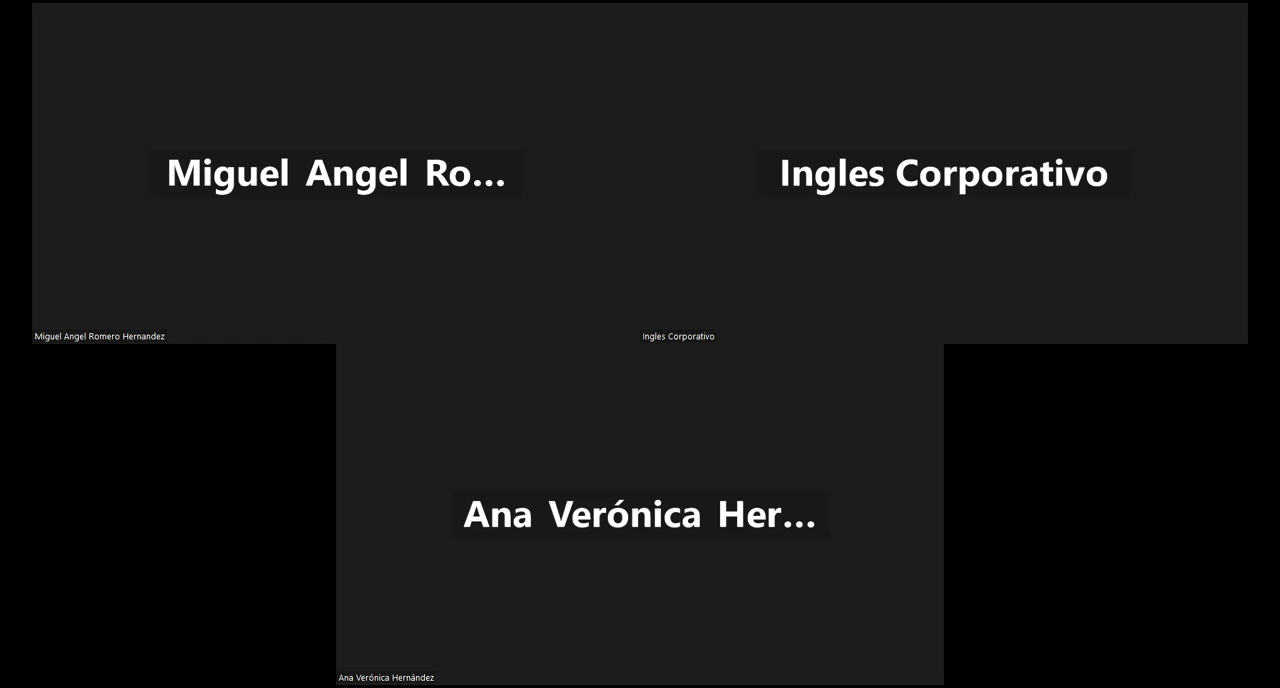 Miguel Angel Ro...
Ingles Corporativo
Miguel Angel Romero Hernandez
Ingles Corporativo
Ana Verónica Her...
Ana Verónica Hernández